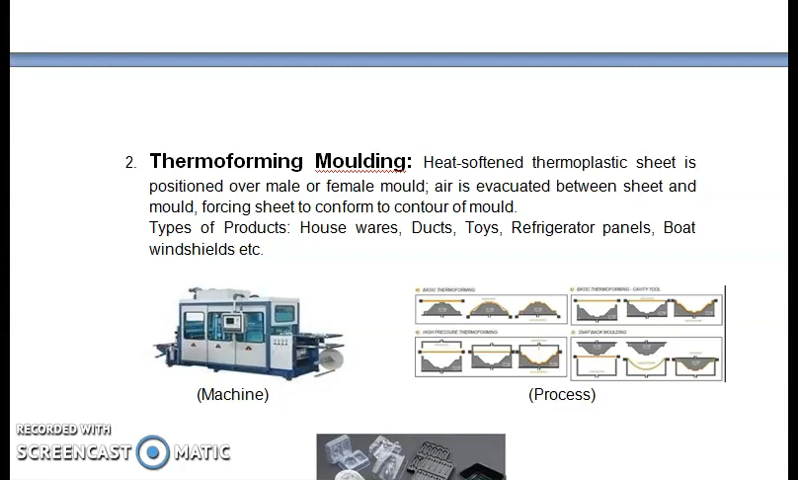 2. Thermoforming Moulding: Heat-softened thermoplastic sheet is
positioned over male or female mould; air is evacuated between sheet and
mould, forcing sheet to conform to contour of mould.
Types of Products: House wares, Ducts, Toys, Refrigerator panels, Boat
windshields etc.
BASIC THERMOFORMING
BASIC THERMOFORMING - CAVITY TOOL
HIGH PRESSURE THERMOFORMING
SNAPBACK MOULDING
(Machine)
(Process)
RECORDED WITH
SCREENCAST MATIC